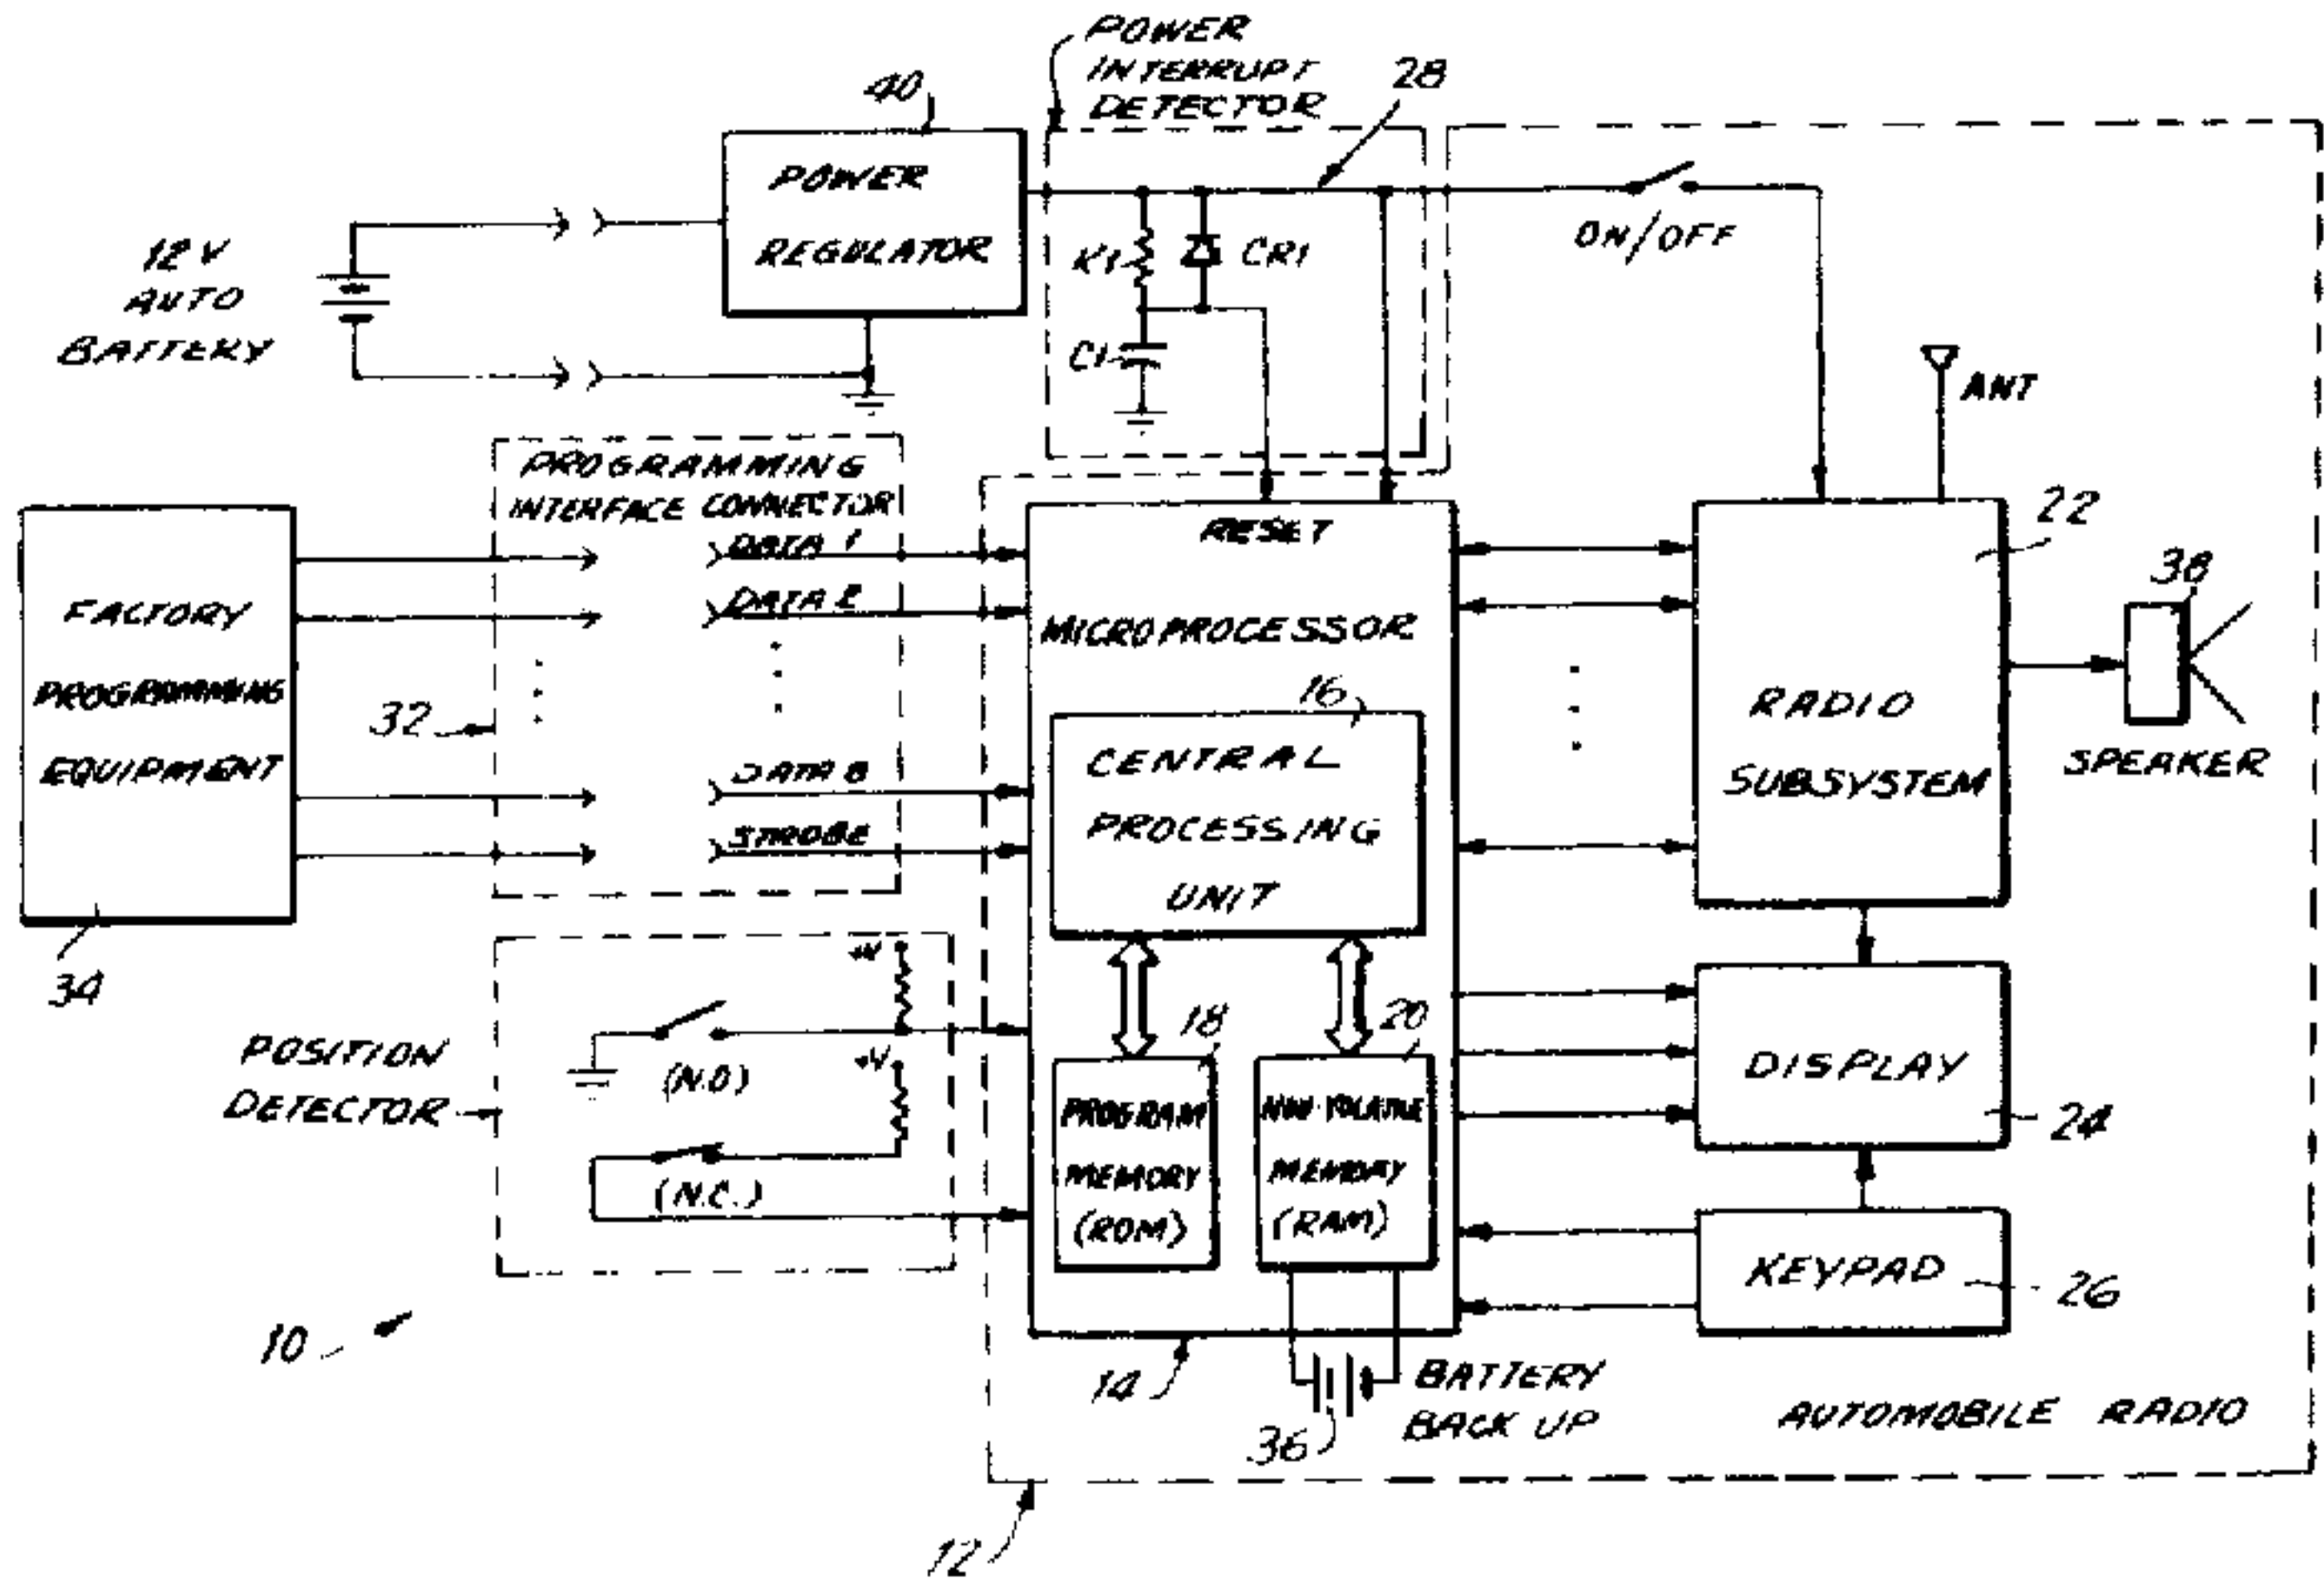 POWER
INTERRUPT
DETECTOR
28
40
POWER
REGULATOR
12V
AUTO
BATTERY
K1
CR1
C1
ON/OFF
ANT
PROGRAMMING
INTERFACE CONNECTOR
DATA 1
DATA 2
DATA 8
STROBE
32
FACTORY
PROGRAMMING
EQUIPMENT
34
RESET
MICROPROCESSOR
16
CENTRAL
PROCESSING
UNIT
22
RADIO
SUBSYSTEM
38
SPEAKER
POSITION
DETECTOR
+V
(N.O)
+V
(N.C.)
18
PROGRAM
MEMORY
(ROM)
20
NON-VOLATILE
MEMORY
(RAM)
DISPLAY
24
KEYPAD
26
10
14
36
BATTERY
BACK UP
AUTOMOBILE RADIO
12